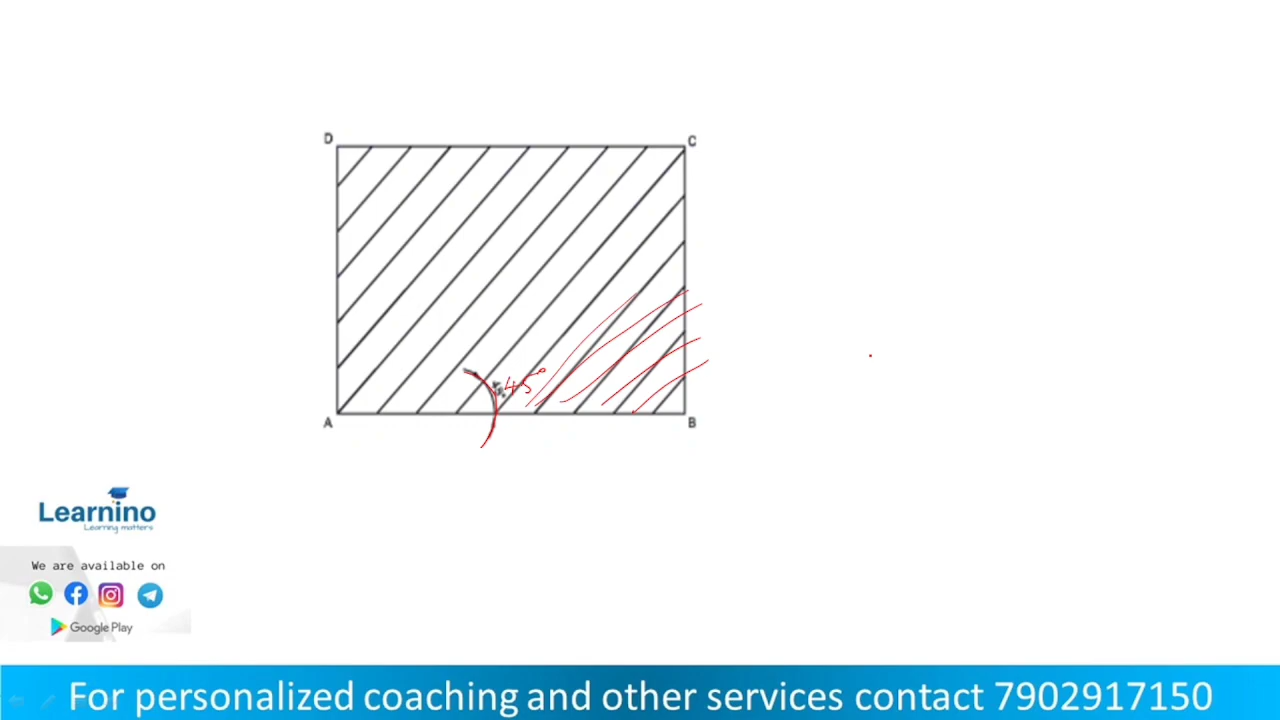 D
C
45°
A
B
Learnino
Learning matters
We are available on
Google Play
For personalized coaching and other services contact 7902917150